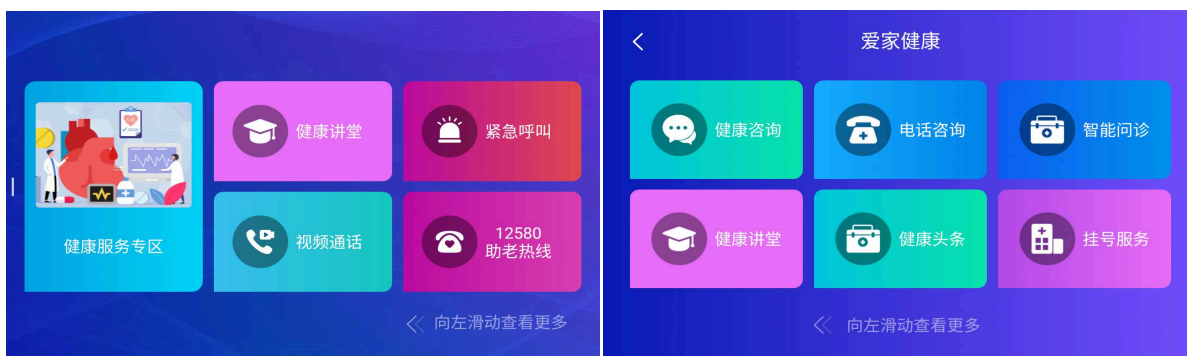 健康讲堂
紧急呼叫
健康服务专区
视频通话
12580
助老热线
向左滑动查看更多
爱家健康
健康咨询
电话咨询
智能问诊
健康讲堂
健康头条
挂号服务
向左滑动查看更多